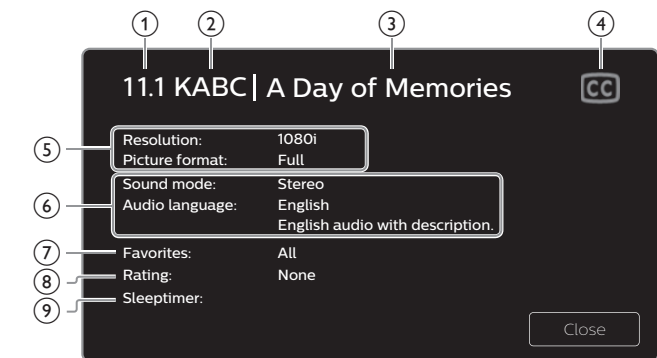 1 2 3 4
11.1 KABC | A Day of Memories CC
5 Resolution: 1080i
Picture format: Full
6 Sound mode: Stereo
Audio language: English
English audio with description.
7 Favorites: All
8 Rating: None
9 Sleeptimer:
Close